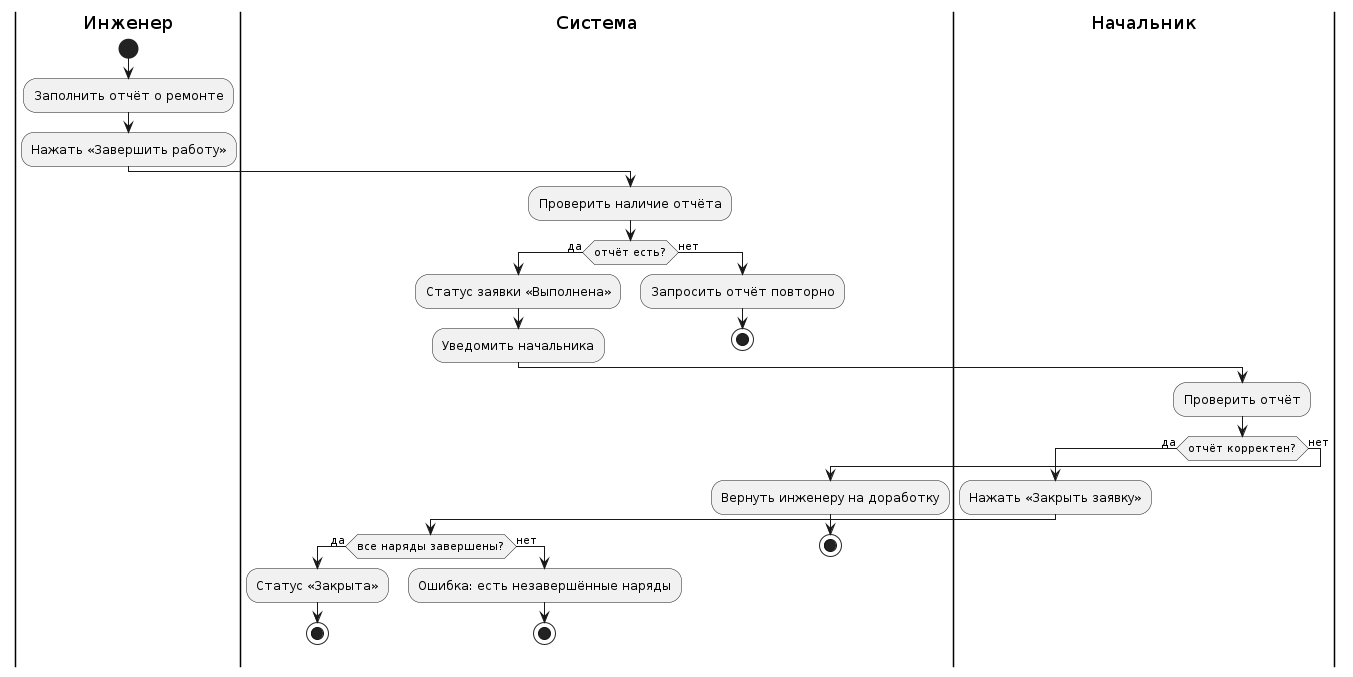 Инженер
Система
Начальник
Заполнить отчёт о ремонте
Нажать «Завершить работу»
Проверить наличие отчёта
да
отчёт есть?
нет
Статус заявки «Выполнена»
Запросить отчёт повторно
Уведомить начальника
Проверить отчёт
да
отчёт корректен?
нет
Вернуть инженеру на доработку
Нажать «Закрыть заявку»
да
все наряды завершены?
нет
Статус «Закрыта»
Ошибка: есть незавершённые наряды